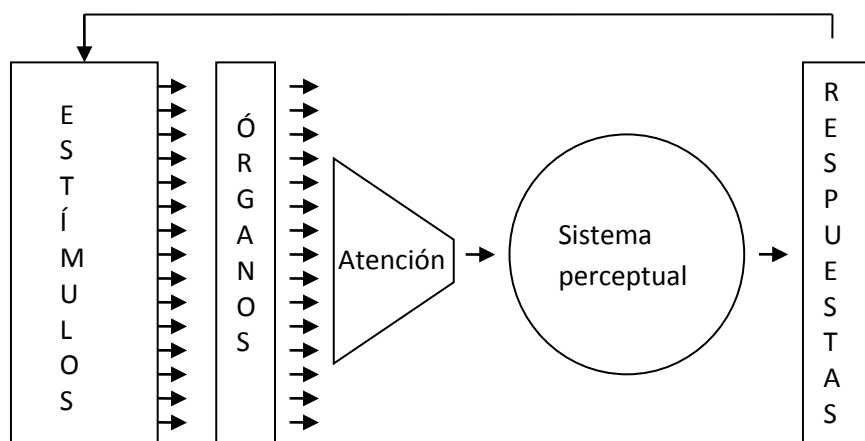 ESTÍMULOS
ÓRGANOS
Atención
Sistema
perceptual
RESPUESTAS